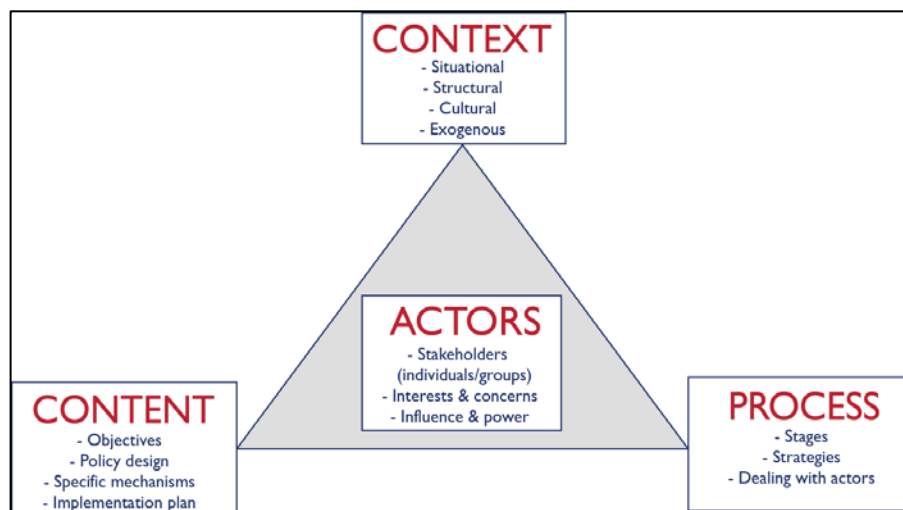 CONTEXT
- Situational
- Structural
- Cultural
- Exogenous
ACTORS
- Stakeholders
(individuals/groups)
- Interests & concerns
- Influence & power
CONTENT
- Objectives
- Policy design
- Specific mechanisms
- Implementation plan
PROCESS
- Stages
- Strategies
- Dealing with actors